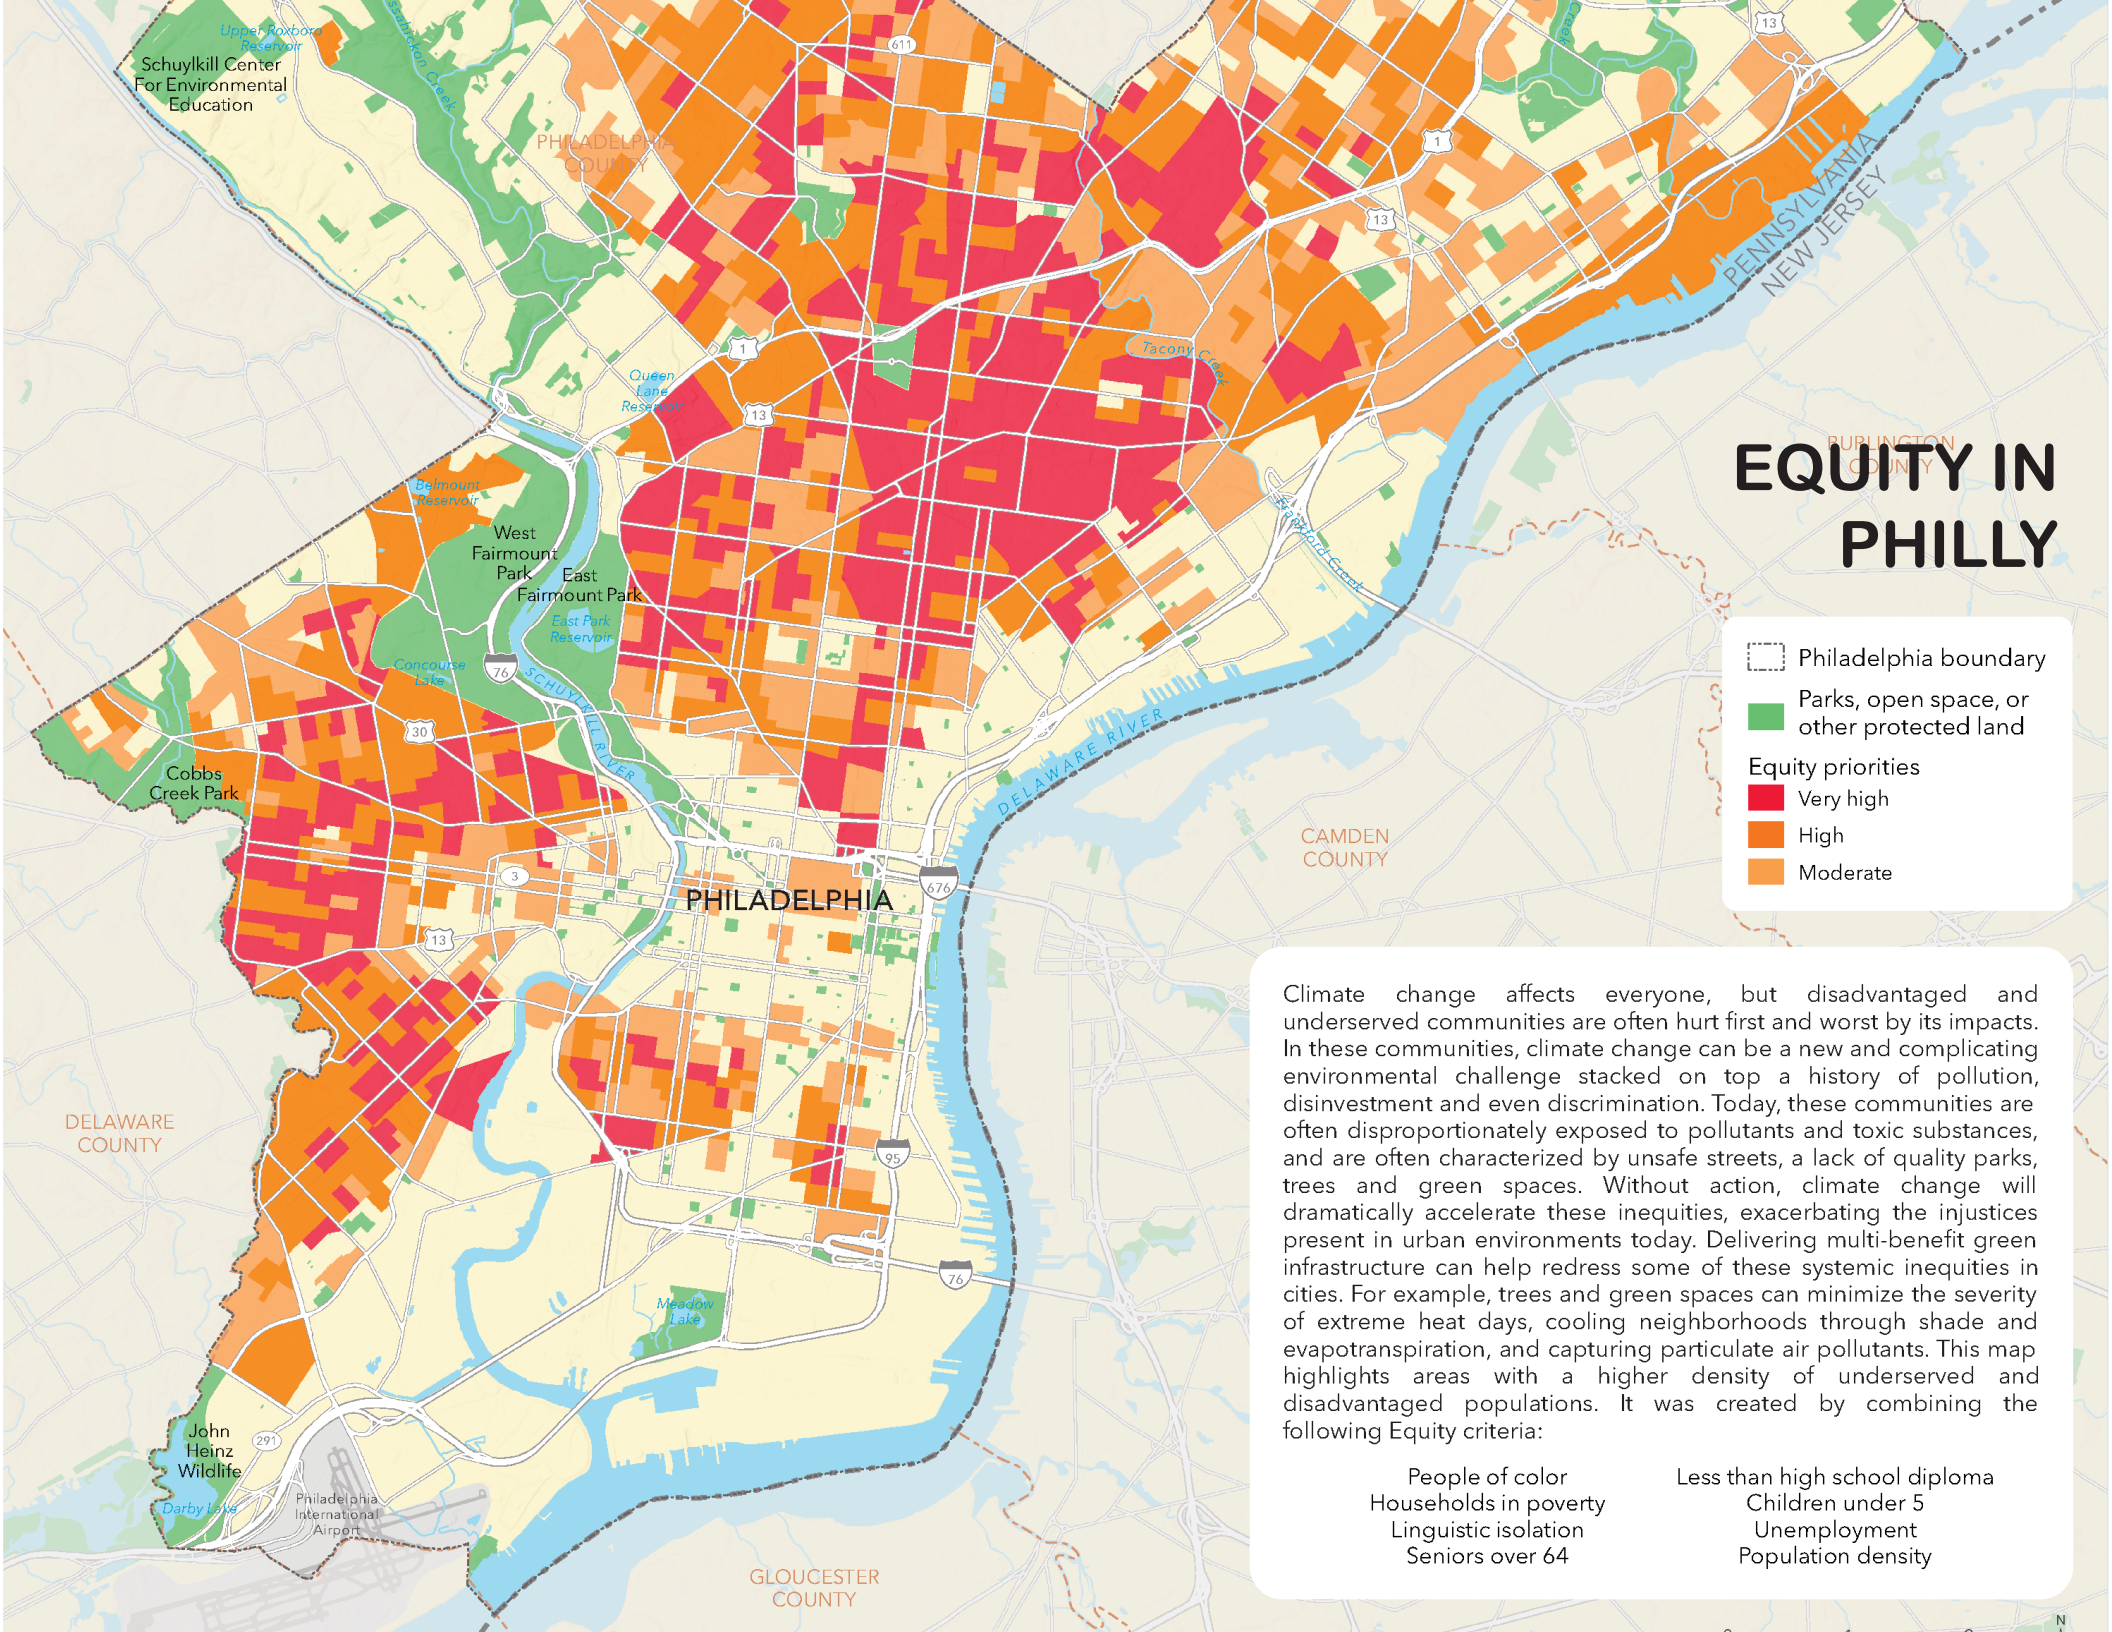 Upper Roxboro
Reservoir
Schuylkill Center
For Environmental
Education
ssahickon Creek
PHILADELPHIA
COUNTY
611
Creek
13
1
13
PENNSYLVANIA
NEW JERSEY
1
Queen
Lane
Reservoir
13
Tacony Creek
Belmount
Reservoir
West
Fairmount
Park
East
Fairmount Park
East Park
Reservoir
Frankford Creek
BURLINGTON
COUNTY
EQUITY IN
PHILLY
Concourse
Lake
76
SCHUYLKILL RIVER
30
DELAWARE RIVER
Cobbs
Creek Park
Philadelphia boundary
Parks, open space, or
other protected land
Equity priorities
Very high
High
Moderate
CAMDEN
COUNTY
3
676
PHILADELPHIA
13
DELAWARE
COUNTY
95
76
Meadow
Lake
John
Heinz
Wildlife
291
Darby Lake
Philadelphia
International
Airport
GLOUCESTER
COUNTY
Climate change affects everyone, but disadvantaged and
underserved communities are often hurt first and worst by its impacts.
In these communities, climate change can be a new and complicating
environmental challenge stacked on top a history of pollution,
disinvestment and even discrimination. Today, these communities are
often disproportionately exposed to pollutants and toxic substances,
and are often characterized by unsafe streets, a lack of quality parks,
trees and green spaces. Without action, climate change will
dramatically accelerate these inequities, exacerbating the injustices
present in urban environments today. Delivering multi-benefit green
infrastructure can help redress some of these systemic inequities in
cities. For example, trees and green spaces can minimize the severity
of extreme heat days, cooling neighborhoods through shade and
evapotranspiration, and capturing particulate air pollutants. This map
highlights areas with a higher density of underserved and
disadvantaged populations. It was created by combining the
following Equity criteria:
People of color
Households in poverty
Linguistic isolation
Seniors over 64
Less than high school diploma
Children under 5
Unemployment
Population density
N